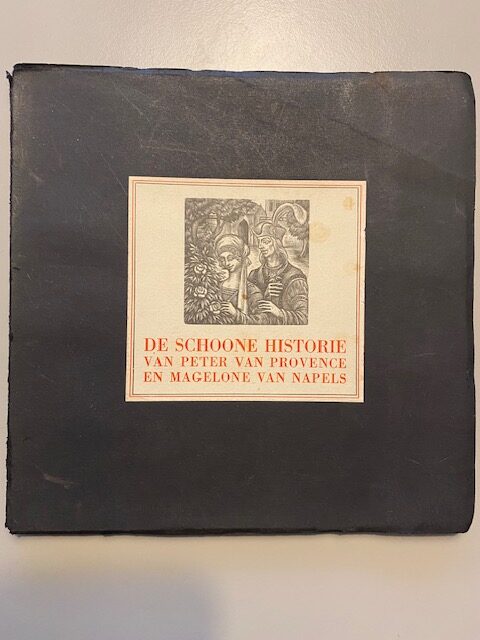 DE SCHOONE HISTORIE
VAN PETER VAN PROVENCE
EN MAGELONE VAN NAPELS